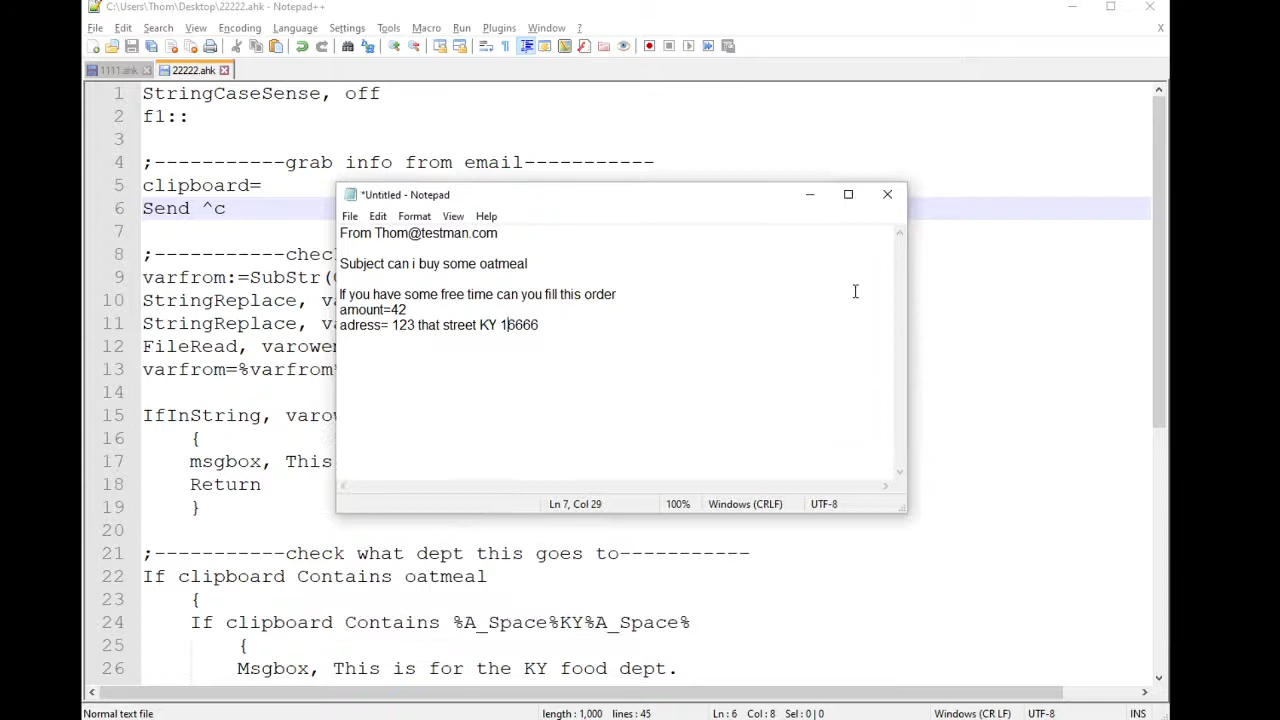 C:\Users\Thom\Desktop\22222.ahk - Notepad++
File Edit Search View Encoding Language Settings Tools Macro Run Plugins Window ?
X
1111.ahk 22222.ahk
1 StringCaseSense, off
2 f1::
3
4 ;-----------grab info from email-----------
5 clipboard=
6 Send ^c
7
8 ;-----------chec
9 varfrom:=SubStr(
10 StringReplace, va
11 StringReplace, va
12 FileRead, varower
13 varfrom=%varfrom%
14
15 IfInString, varow
16 {
17 msgbox, This
18 Return
19 }
20
21 ;-----------check what dept this goes to-----------
22 If clipboard Contains oatmeal
23 {
24 If clipboard Contains %A_Space%KY%A_Space%
25 {
26 Msgbox, This is for the KY food dept.
*Untitled - Notepad
File Edit Format View Help
From Thom@testman.com
Subject can i buy some oatmeal
If you have some free time can you fill this order
amount=42
adress= 123 that street KY 16666
Ln 7, Col 29 100% Windows (CRLF) UTF-8
Normal text file length : 1,000 lines : 45 Ln : 6 Col : 8 Sel : 0 | 0 Windows (CR LF) UTF-8 INS